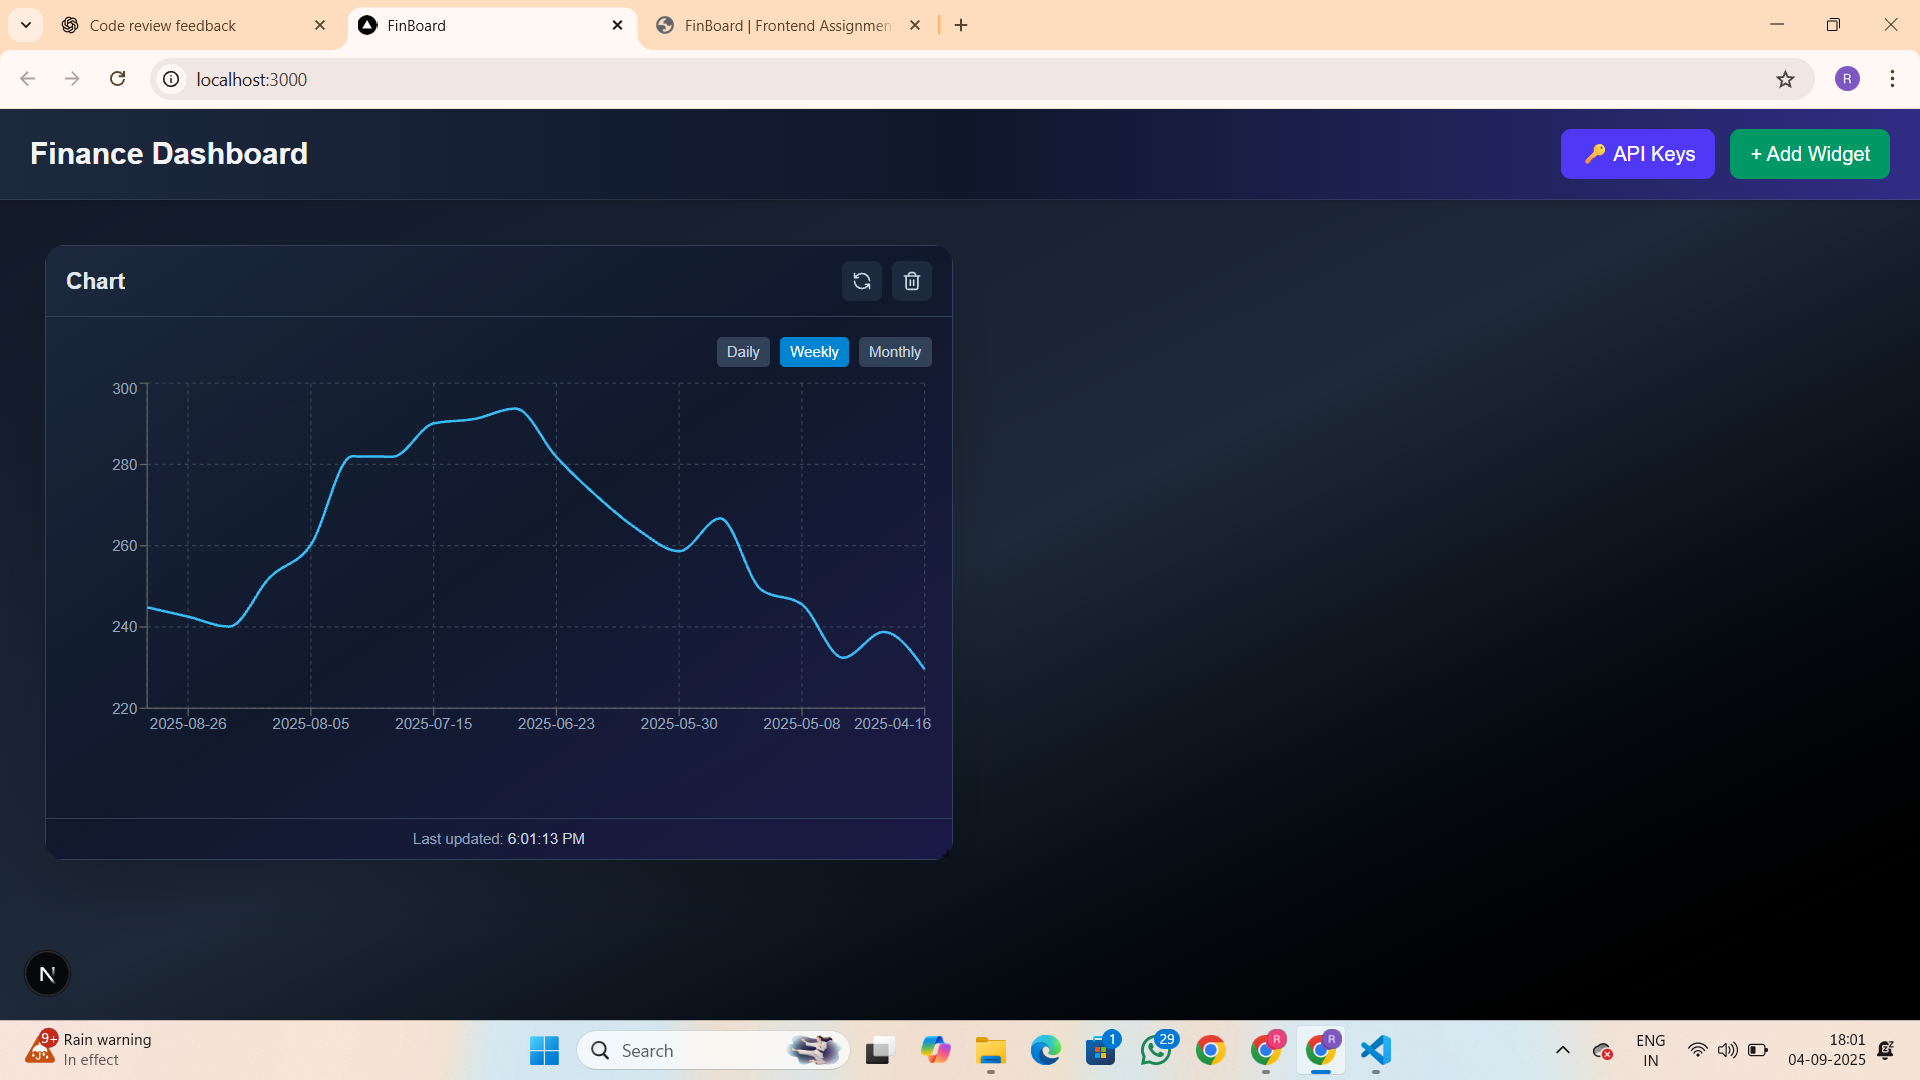 Code review feedback
FinBoard
FinBoard | Frontend Assignmen
localhost:3000
R
Finance Dashboard
API Keys
+ Add Widget
Chart
Daily
Weekly
Monthly
300
280
260
240
220
2025-08-26
2025-08-05
2025-07-15
2025-06-23
2025-05-30
2025-05-08
2025-04-16
Last updated: 6:01:13 PM
N
9+
Rain warning
In effect
Search
1
29
R
R
ENG
IN
18:01
04-09-2025